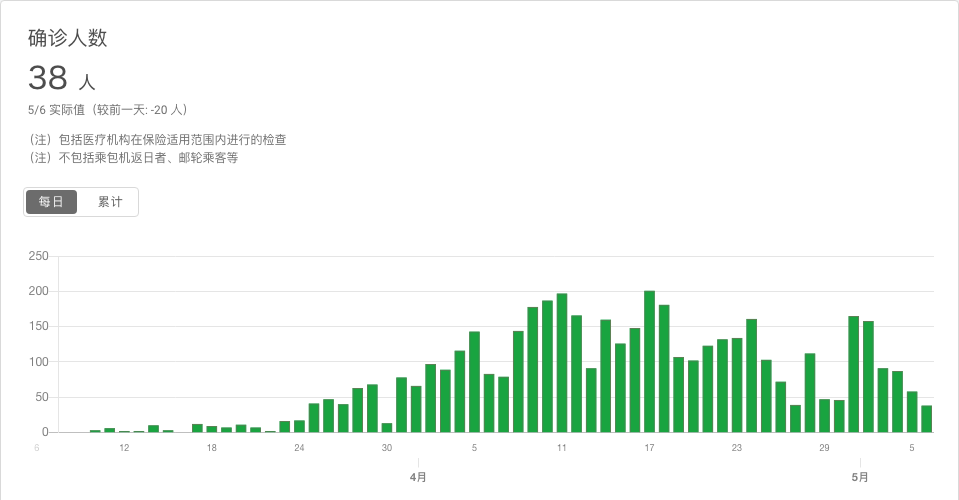 确诊人数
38 人
5/6 实际值（较前一天: -20 人）
（注）包括医疗机构在保险适用范围内进行的检查
（注）不包括乘包机返日者、邮轮乘客等
每日 累计
250
200
150
100
50
0
6 12 18 24 30 5 11 17 23 29 5
4月 5月